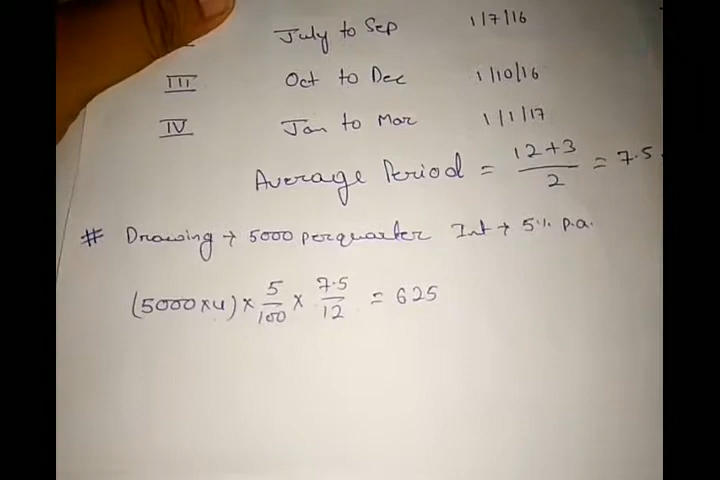 July to Sep 1/7/16
III Oct to Dec 1/10/16
IV Jan to Mar 1/1/17
Average Period = 12+3/2 = 7.5
# Drawing → 5000 per quarter Int → 5% p.a.
(5000×4) × 5/100 × 7.5/12 = 625